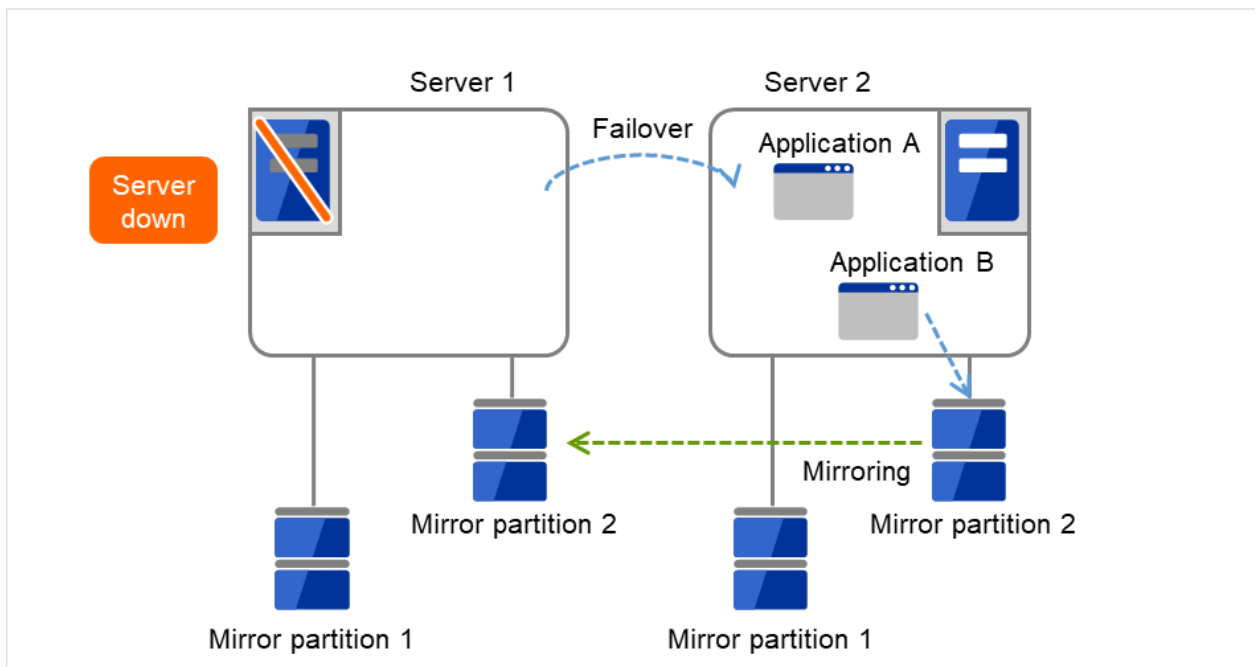 Server 1
Server 2
Failover
Application A
Server
down
Application B
Mirroring
Mirror partition 2
Mirror partition 2
Mirror partition 1
Mirror partition 1